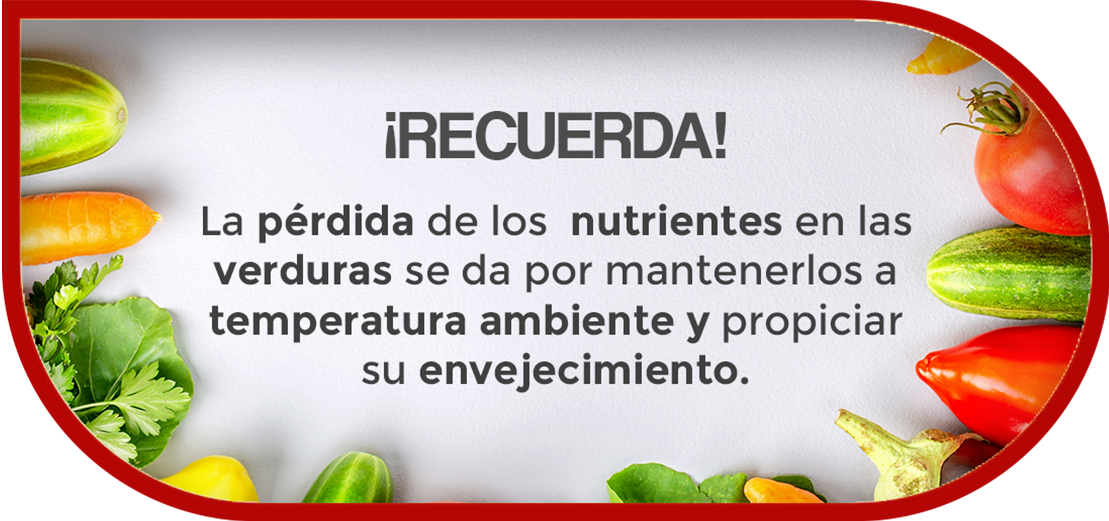 ¡RECUERDA!
La pérdida de los nutrientes en las
verduras se da por mantenerlos a
temperatura ambiente y propiciar
su envejecimiento.